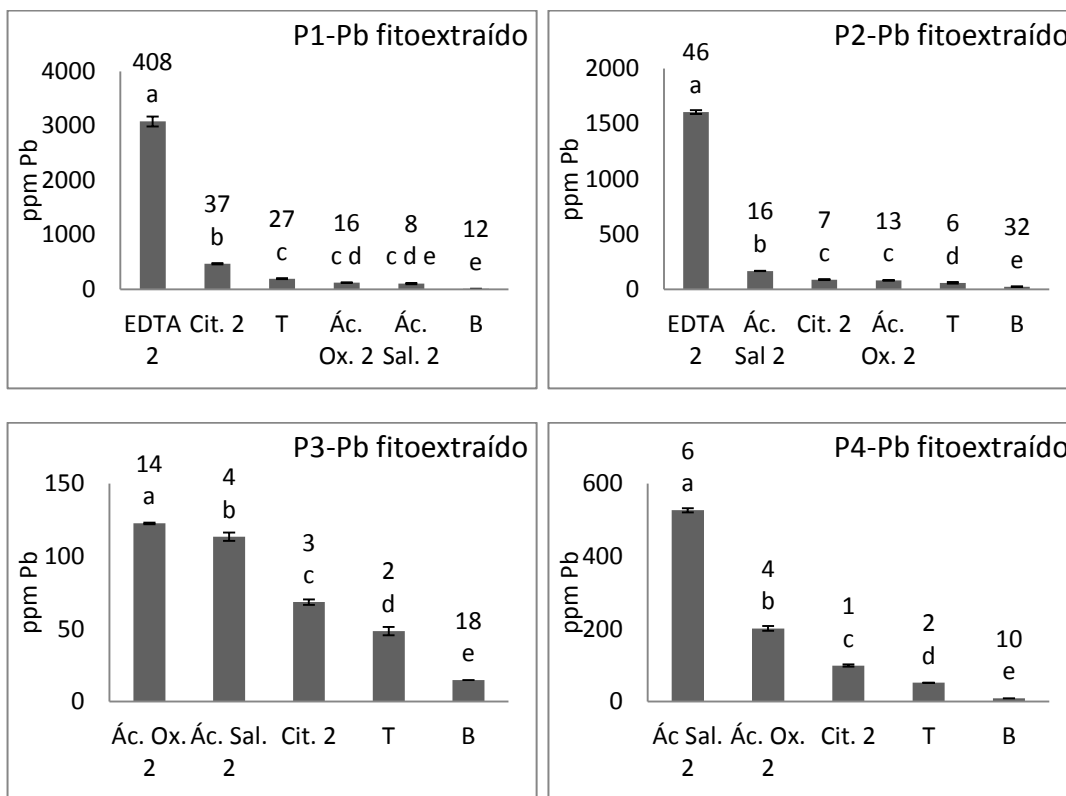 P1-Pb fitoextraído
ppm Pb
4000
3000
2000
1000
0
408
a
37
b
27
c
16
c d
8
c d e
12
e
EDTA 2
Cit. 2
T
Ác. Ox. 2
Ác. Sal. 2
B
P2-Pb fitoextraído
ppm Pb
2000
1500
1000
500
0
46
a
16
b
7
c
13
c
6
d
32
e
EDTA 2
Ác. Sal 2
Cit. 2
Ác. Ox. 2
T
B
P3-Pb fitoextraído
ppm Pb
150
100
50
0
14
a
4
b
3
c
2
d
18
e
Ác. Ox. 2
Ác. Sal. 2
Cit. 2
T
B
P4-Pb fitoextraído
ppm Pb
600
400
200
0
6
a
4
b
1
c
2
d
10
e
Ác Sal. 2
Ác. Ox. 2
Cit. 2
T
B